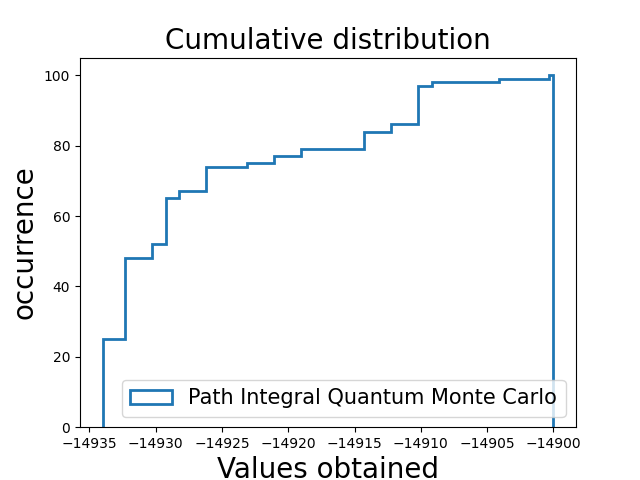 Cumulative distribution
occurrence
100
80
60
40
20
0
Path Integral Quantum Monte Carlo
−14935 −14930 −14925 −14920 −14915 −14910 −14905 −14900
Values obtained